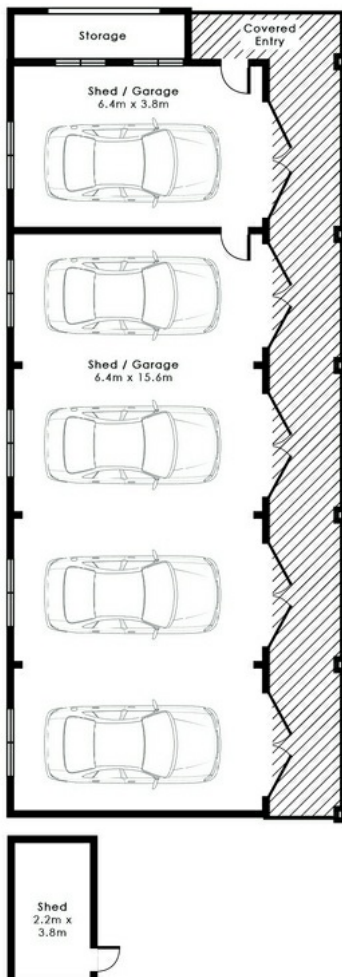 Storage
Covered
Entry
Shed / Garage
6.4m x 3.8m
Shed / Garage
6.4m x 15.6m
Shed
2.2m x
3.8m